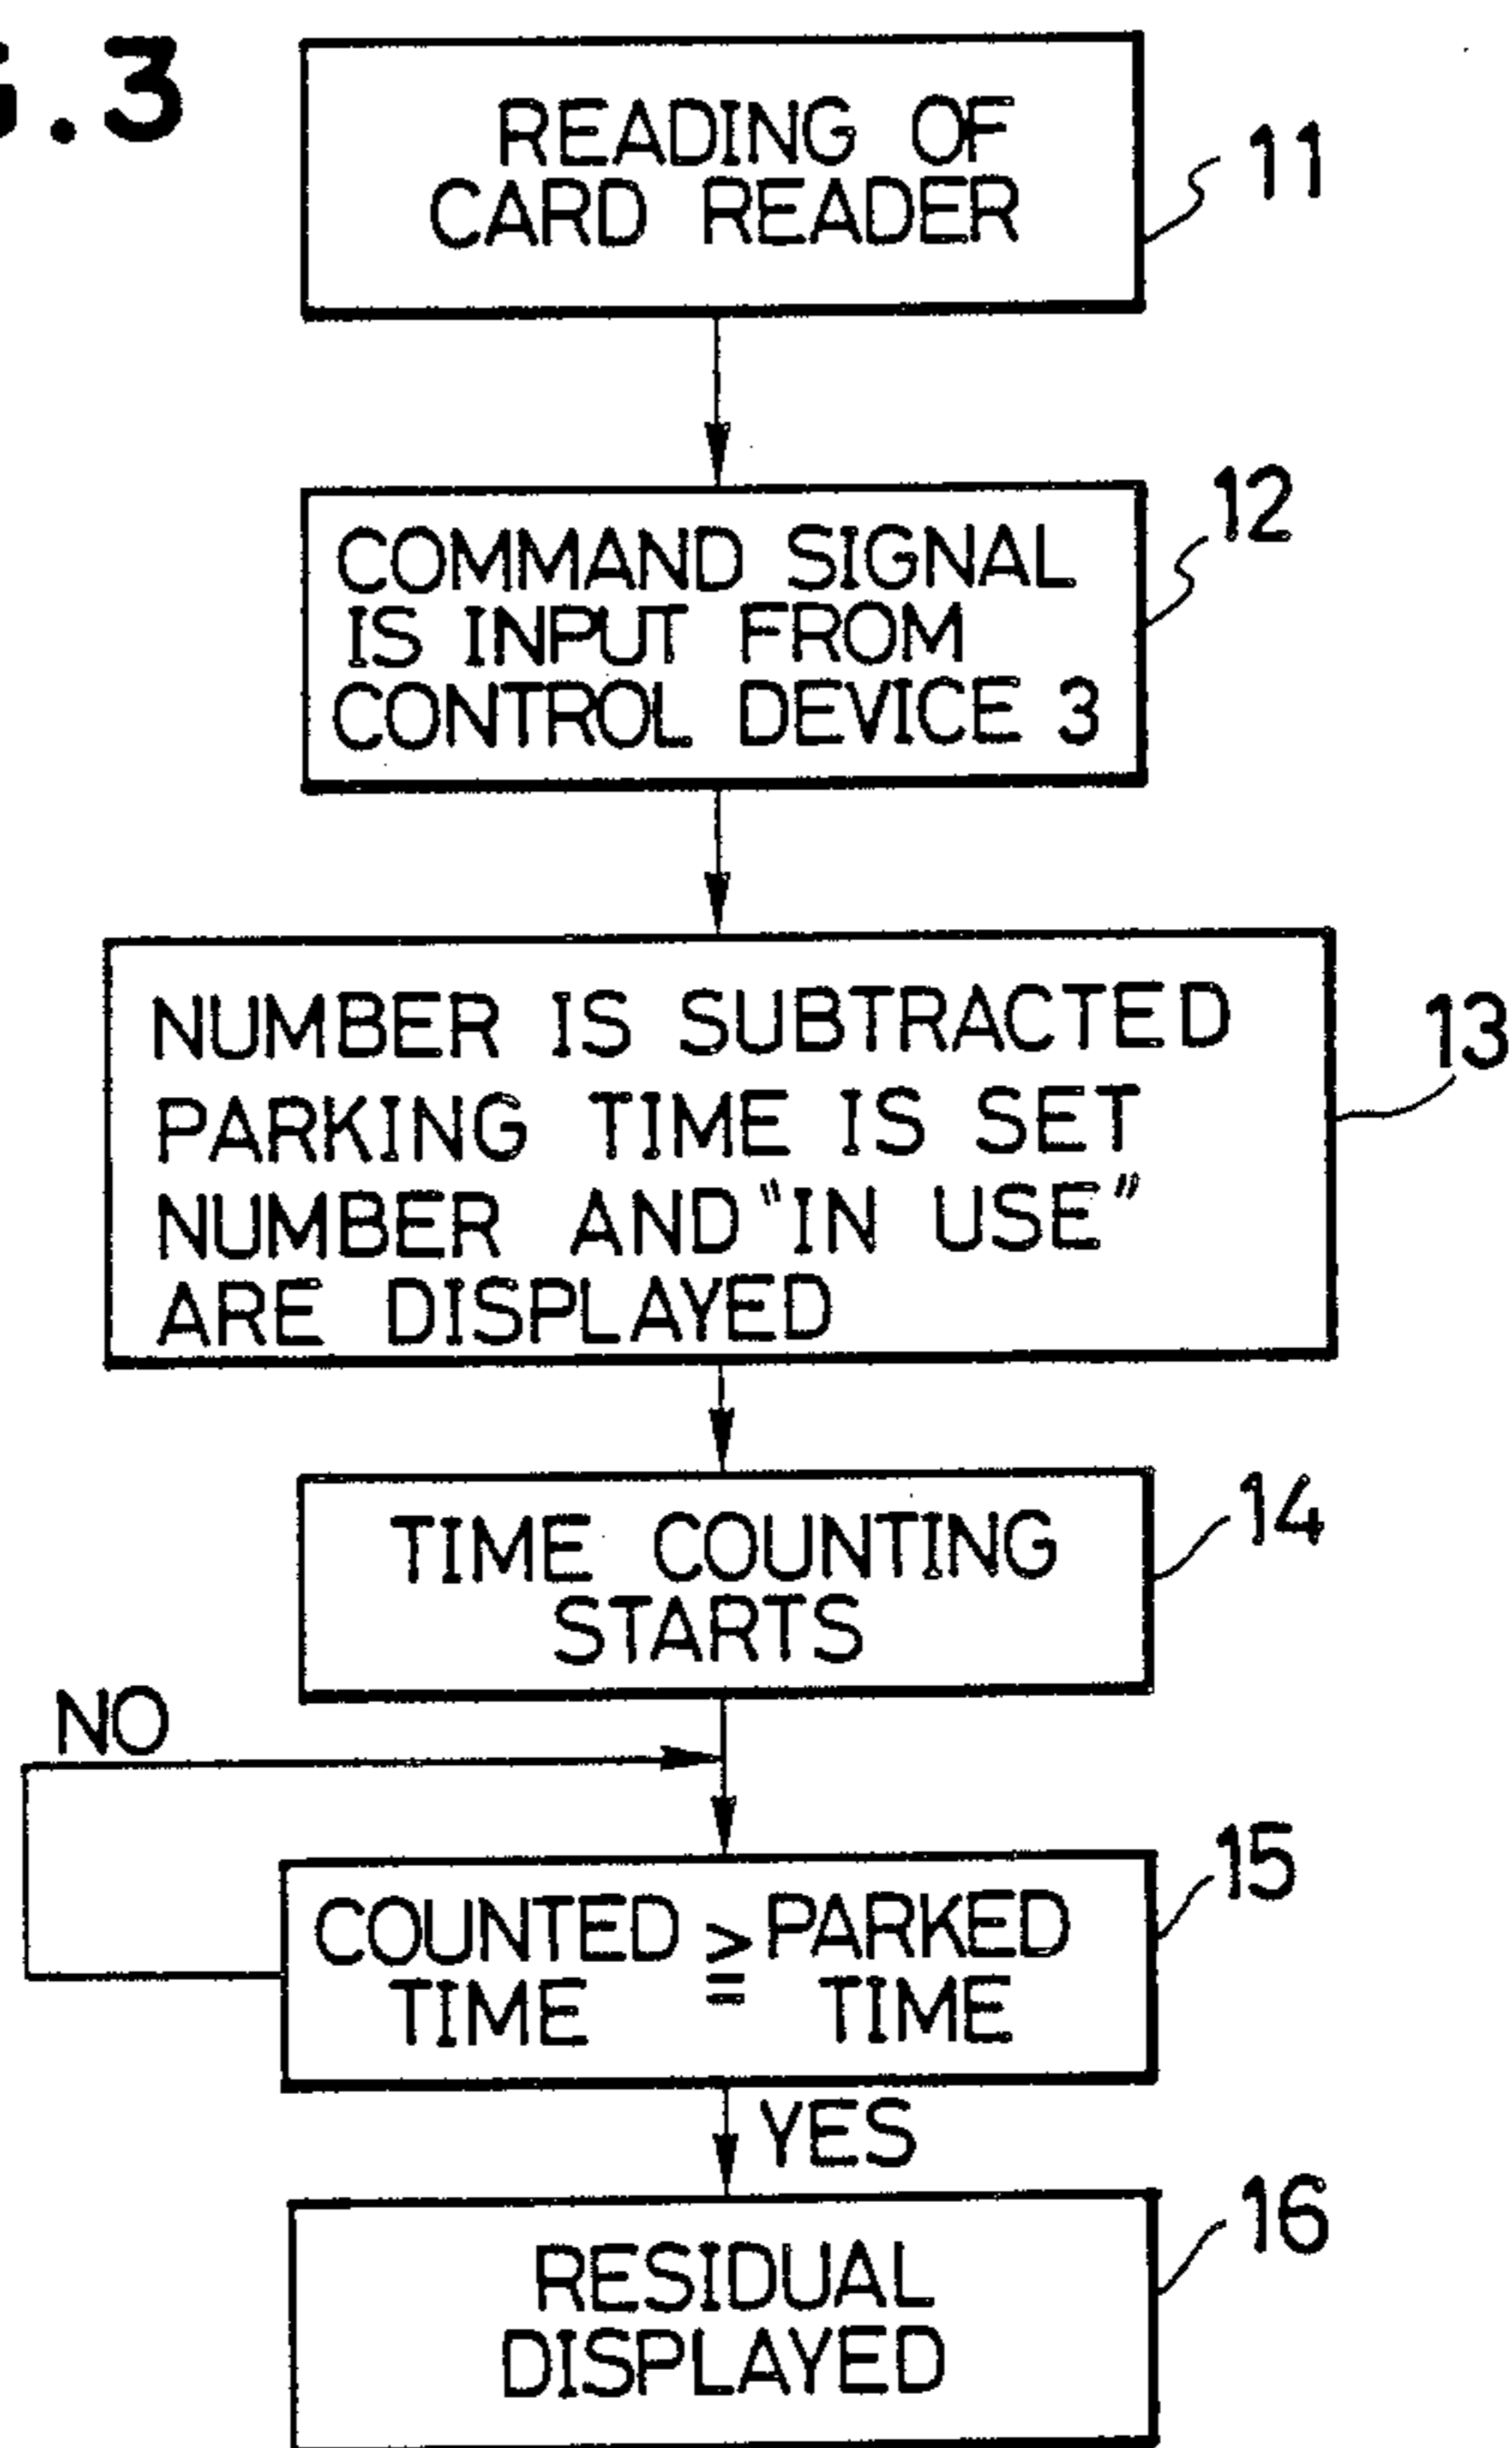 .3
READING OF
CARD READER
11
COMMAND SIGNAL
IS INPUT FROM
CONTROL DEVICE 3
12
NUMBER IS SUBTRACTED
PARKING TIME IS SET
NUMBER AND "IN USE"
ARE DISPLAYED
13
TIME COUNTING
STARTS
14
NO
COUNTED ≧ PARKED
TIME TIME
15
YES
RESIDUAL
DISPLAYED
16